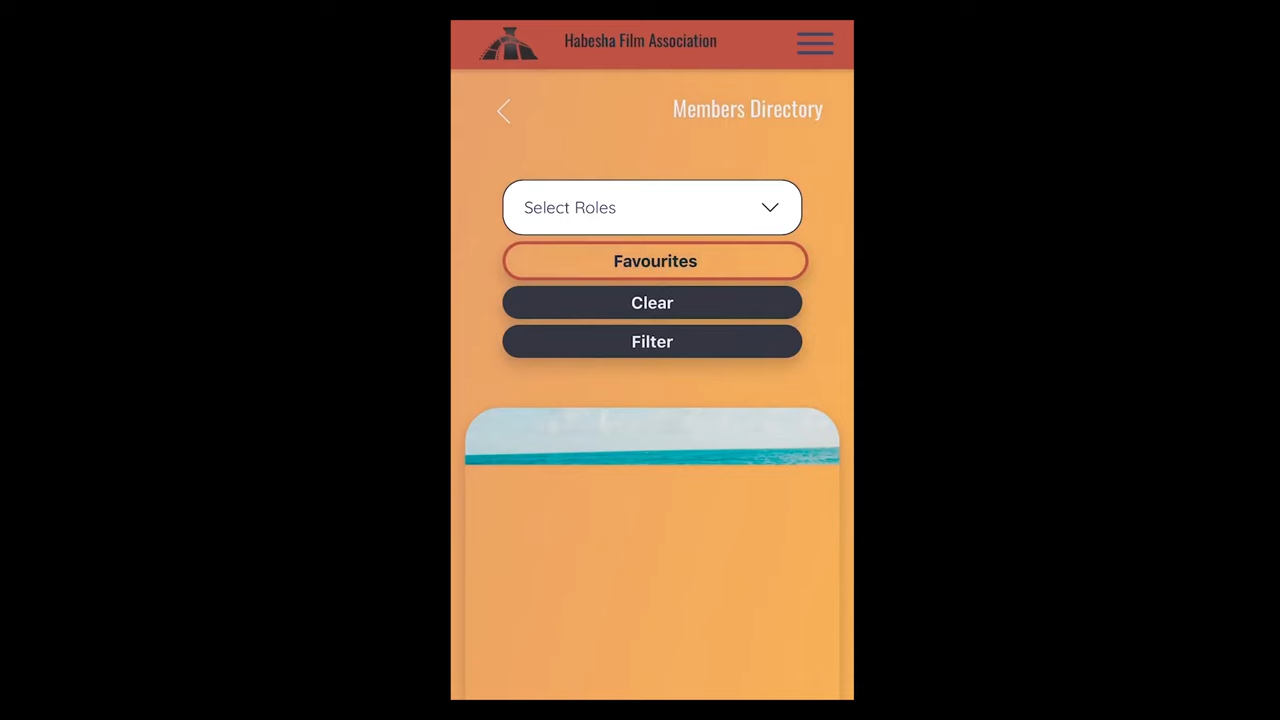 Habesha Film Association
Members Directory
Select Roles
Favourites
Clear
Filter